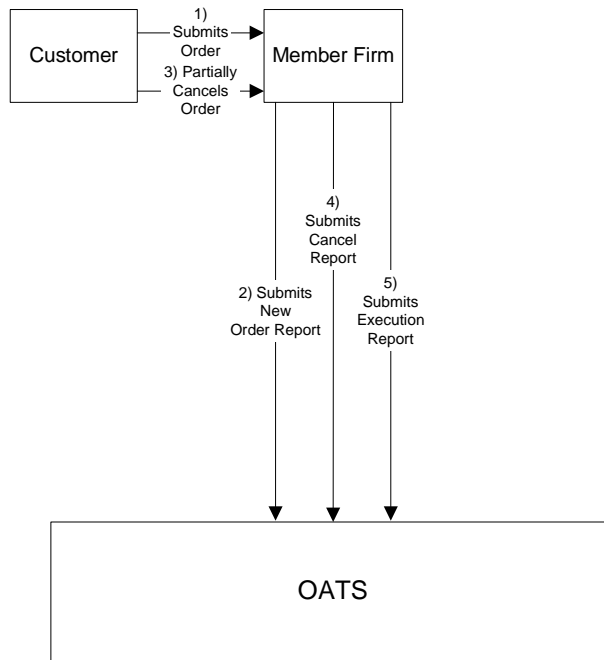 Customer
1)
Submits
Order
3) Partially
Cancels
Order
Member Firm
2) Submits
New
Order Report
4)
Submits
Cancel
Report
5)
Submits
Execution
Report
OATS